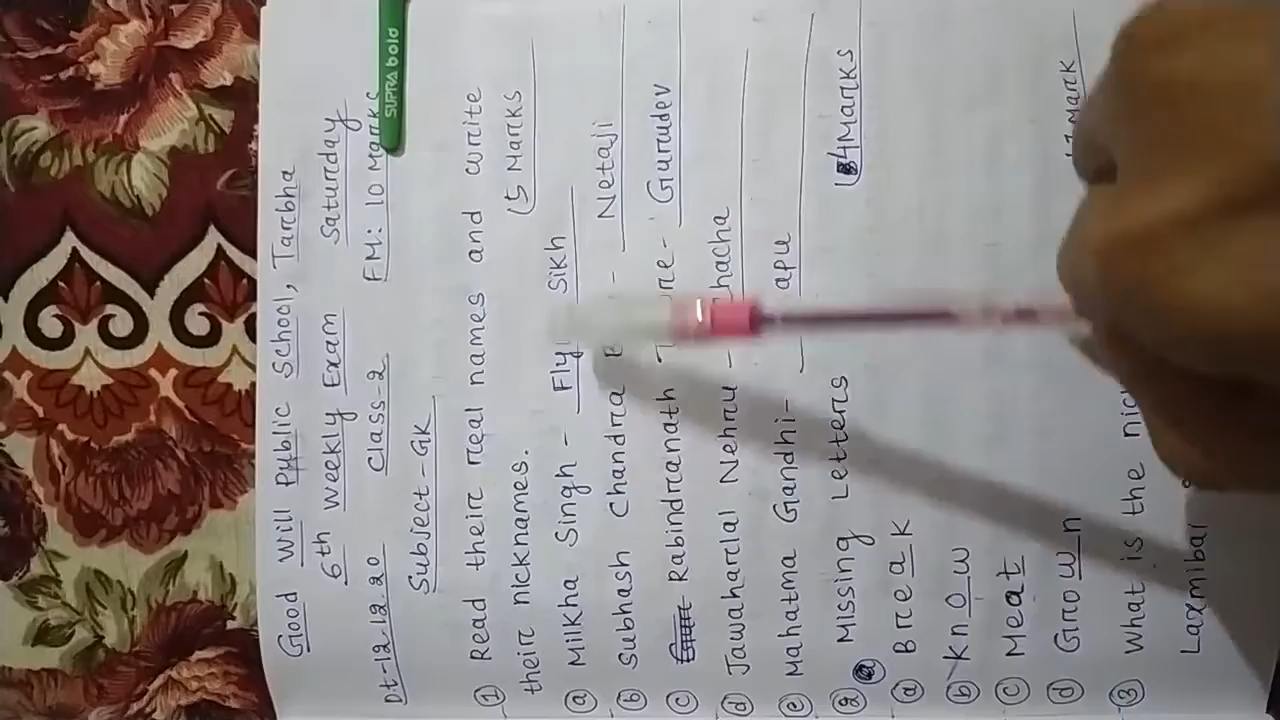 Good Will Public School, Tarbha
6th Weekly Exam Saturday
Dt-12.12.20 Class-2 FM: 10 Marks
SUPRA bold
Subject-GK
① Read their real names and write
their nicknames. (5 Marks
ⓐ Milkha Singh - Sikh
ⓑ Subhash Chandra - Netaji
ⓒ Rabindranath - Gurudev
ⓓ Jawaharlal Nehru -
ⓔ Mahatma Gandhi-
② Missing Letters (4 Marks
ⓐ Break
ⓑ Know
ⓒ Meat
ⓓ Grown
③ What is the
Laxmibai
Mark